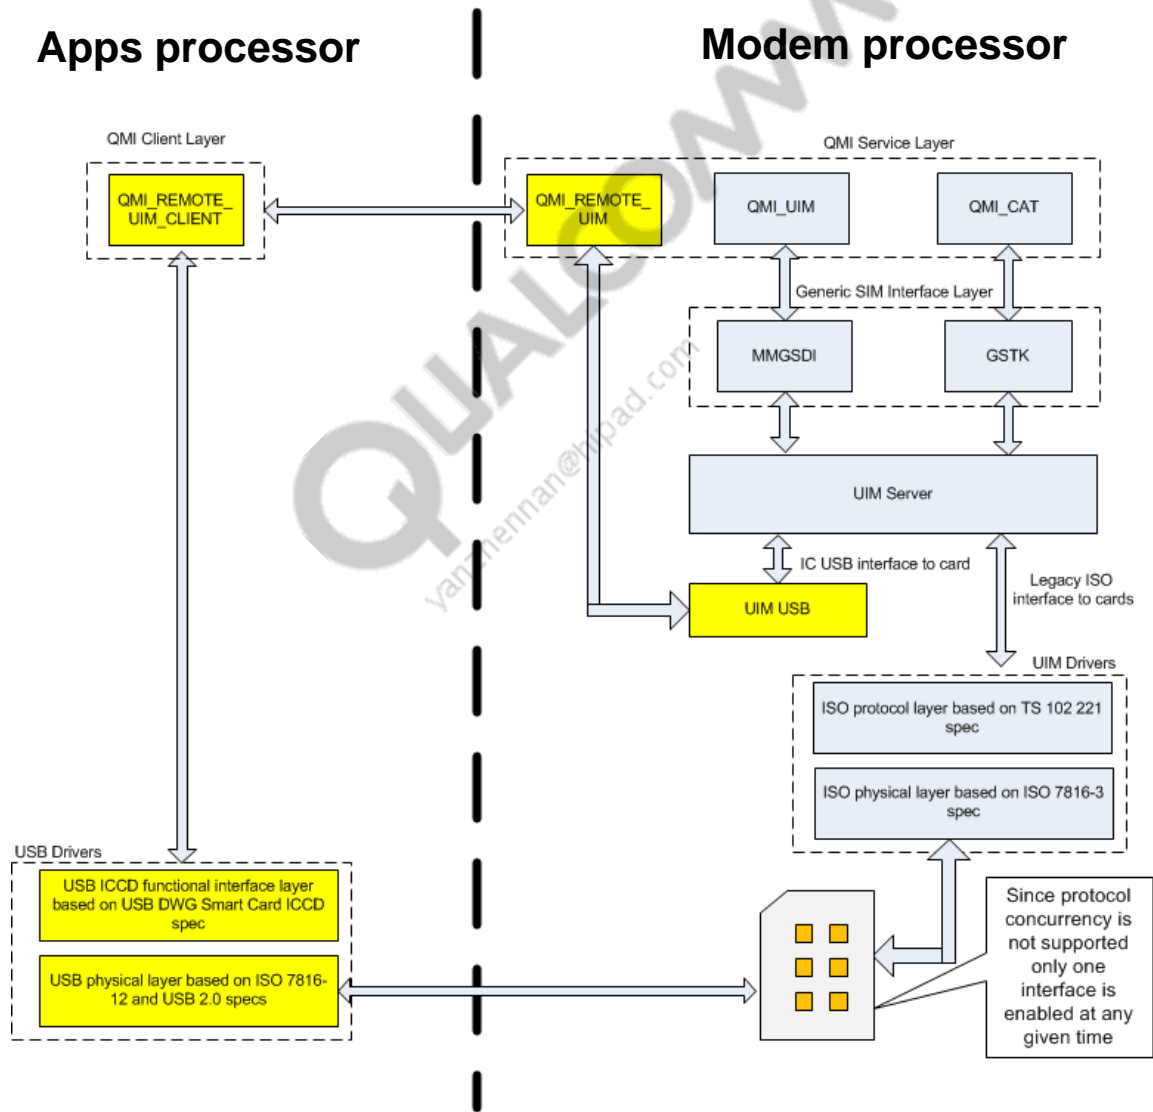 Apps processor
Modem processor
QMI Client Layer
QMI Service Layer
QMI_REMOTE_
UIM_CLIENT
QMI_REMOTE_
UIM
QMI_UIM
QMI_CAT
Generic SIM Interface Layer
MMGSDI
GSTK
UIM Server
IC USB interface to card
Legacy ISO
interface to cards
UIM USB
UIM Drivers
ISO protocol layer based on TS 102 221
spec
ISO physical layer based on ISO 7816-3
spec
USB Drivers
USB ICCD functional interface layer
based on USB DWG Smart Card ICCD
spec
USB physical layer based on ISO 7816-
12 and USB 2.0 specs
Since protocol
concurrency is
not supported
only one
interface is
enabled at any
given time
QUALCOMM
yanzhennan@hipad.com